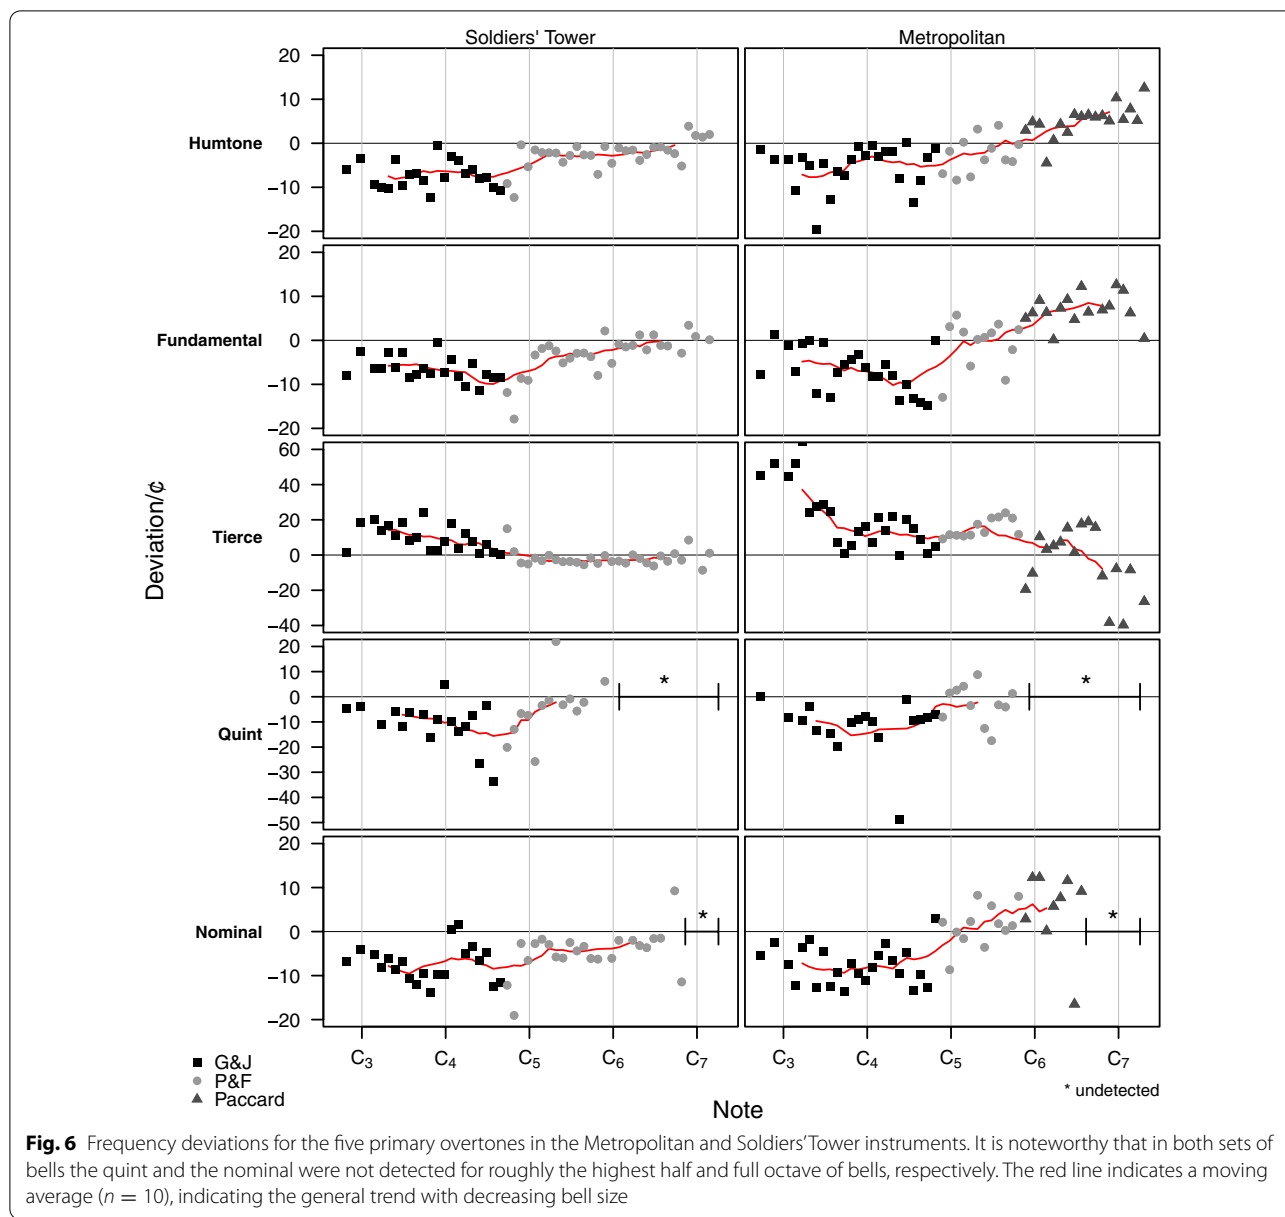 Soldiers' Tower
Metropolitan
20
10
0
−10
−20
Humtone
20
10
0
−10
−20
Fundamental
60
40
20
0
−20
−40
Tierce
20
10
0
−10
−20
−30
−40
−50
Quint
*
*
20
10
0
−10
−20
Nominal
*
*
Deviation/¢
C3 C4 C5 C6 C7
C3 C4 C5 C6 C7
G&J
P&F
Paccard
* undetected
Note
Fig. 6 Frequency deviations for the five primary overtones in the Metropolitan and Soldiers'Tower instruments. It is noteworthy that in both sets of
bells the quint and the nominal were not detected for roughly the highest half and full octave of bells, respectively. The red line indicates a moving
average (n = 10), indicating the general trend with decreasing bell size